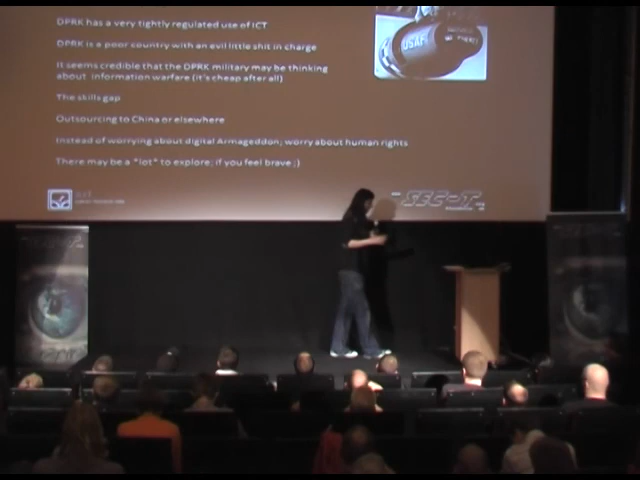 DPRK has a very tightly regulated use of ICT
DPRK is a poor country with an evil little shit in charge
It seems credible that the DPRK military may be thinking
about information warfare (it's cheap after all)
The skills gap
Outsourcing to China or elsewhere
Instead of worrying about digital Armageddon; worry about human rights
There may be a "lot" to explore; if you feel brave ;)
USAF
SEC-T